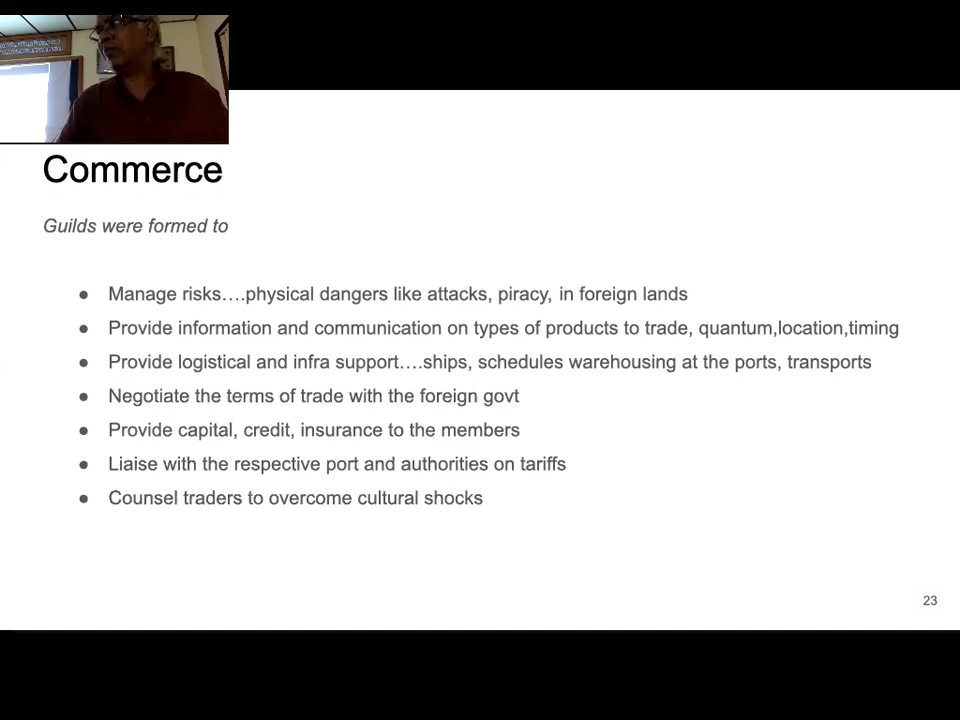 Commerce
Guilds were formed to
● Manage risks….physical dangers like attacks, piracy, in foreign lands
● Provide information and communication on types of products to trade, quantum,location,timing
● Provide logistical and infra support….ships, schedules warehousing at the ports, transports
● Negotiate the terms of trade with the foreign govt
● Provide capital, credit, insurance to the members
● Liaise with the respective port and authorities on tariffs
● Counsel traders to overcome cultural shocks
23